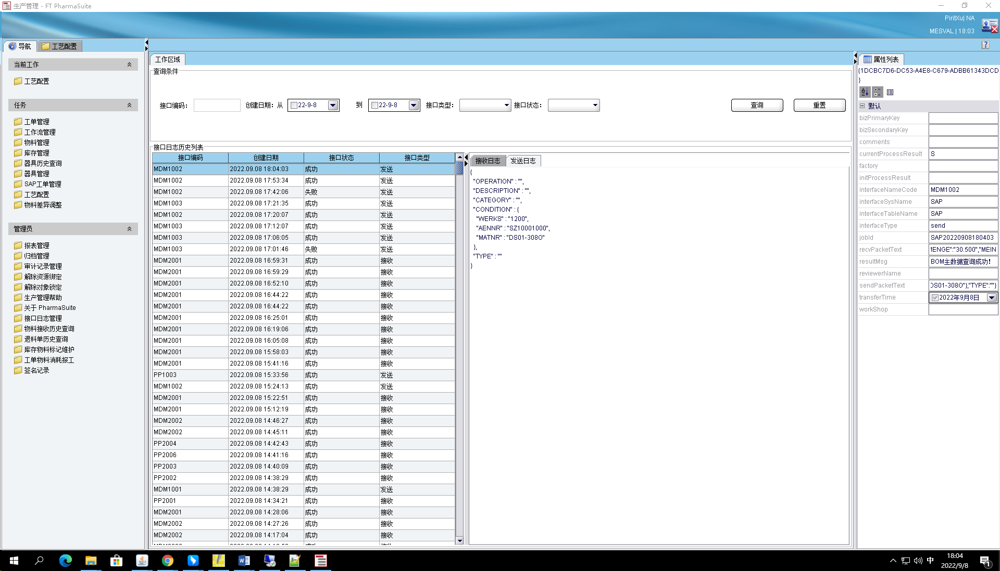 生产管理 - FT PharmaSuite
PiritXu| NA
MESVAL | 18:03
导航
工艺配置
当前工作
工艺配置
任务
工单管理
工作流管理
物料管理
库存管理
器具历史查询
器具管理
SAP工单管理
工艺配置
物料差异调整
管理员
报表管理
归档管理
审计记录管理
解除资源绑定
解除对象锁定
生产管理帮助
关于 PharmaSuite
接口日志管理
物料接收历史查询
退料单历史查询
库存物料标记维护
工单物料消耗报工
签名记录
工作区域
查询条件
接口编码： 创建日期：从 22-9-8 到 22-9-8 接口类型： 接口状态： 查询 重置
接口日志历史列表
接口编码 创建日期 接口状态 接口类型
MDM1002 2022.09.08 18:04:03 成功 发送
MDM1002 2022.09.08 17:53:34 成功 发送
MDM1002 2022.09.08 17:42:06 失败 发送
MDM1003 2022.09.08 17:21:35 成功 发送
MDM1002 2022.09.08 17:20:07 成功 发送
MDM1003 2022.09.08 17:12:07 成功 发送
MDM1003 2022.09.08 17:06:05 成功 发送
MDM1003 2022.09.08 17:01:46 失败 发送
MDM2001 2022.09.08 16:59:31 成功 接收
MDM2001 2022.09.08 16:59:29 成功 接收
MDM2001 2022.09.08 16:52:10 成功 接收
MDM2001 2022.09.08 16:44:22 成功 接收
MDM2001 2022.09.08 16:44:22 成功 接收
MDM2001 2022.09.08 16:25:01 成功 接收
MDM2001 2022.09.08 16:19:06 成功 接收
MDM2001 2022.09.08 16:05:08 成功 接收
MDM2001 2022.09.08 15:58:03 成功 接收
MDM2001 2022.09.08 15:41:16 成功 接收
PP1003 2022.09.08 15:33:56 成功 发送
MDM1002 2022.09.08 15:24:13 成功 发送
MDM2001 2022.09.08 15:22:51 成功 接收
MDM2001 2022.09.08 15:12:19 成功 接收
MDM2002 2022.09.08 14:46:27 成功 接收
MDM2002 2022.09.08 14:45:11 成功 接收
PP2004 2022.09.08 14:42:43 成功 接收
PP2006 2022.09.08 14:41:16 成功 接收
PP2003 2022.09.08 14:40:09 成功 接收
PP2002 2022.09.08 14:38:29 成功 接收
MDM1001 2022.09.08 14:38:29 成功 发送
PP2001 2022.09.08 14:34:21 成功 接收
MDM2001 2022.09.08 14:28:06 成功 接收
MDM2002 2022.09.08 14:27:26 成功 接收
MDM2002 2022.09.08 14:17:04 成功 接收
接收日志 发送日志
{
"OPERATION" : "",
"DESCRIPTION" : "",
"CATEGORY" : "",
"CONDITION" : {
"WERKS" : "1200",
"AENNR" : "SZ10001000",
"MATNR" : "DS01-308O"
},
"TYPE" : ""
}
属性列表
{1DCBC7D6-DC53-A4E8-C679-ADBB61343DCD
}
默认
bizPrimaryKey
bizSecondaryKey
comments
currentProcessResult S
factory
initProcessResult
interfaceNameCode MDM1002
interfaceSysName SAP
interfaceTableName SAP
interfaceType send
jobId SAP20220908180403
recvPacketText ENGE":"30.500","MEIN
resultMsg BOM主数据查询成功！
reviewerName
sendPacketText S01-308O"},"TYPE":""}
transferTime 2022年9月8日
workShop
中
18:04
2022/9/8
1